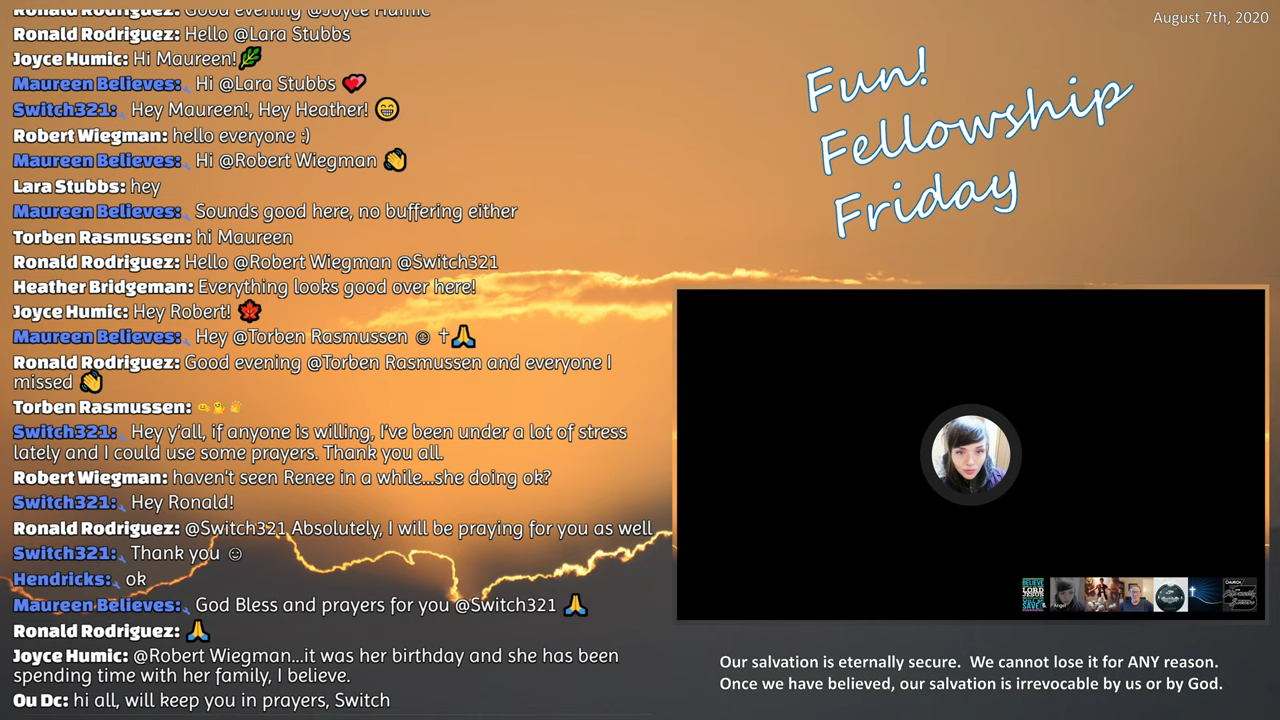 Ronald Rodriguez: Good evening @Joyce Humic
Ronald Rodriguez: Hello @Lara Stubbs
Joyce Humic: Hi Maureen!🌿
Maureen Believes: Hi @Lara Stubbs 💕
Switch321: Hey Maureen!, Hey Heather! 😁
Robert Wiegman: hello everyone :)
Maureen Believes: Hi @Robert Wiegman 👋
Lara Stubbs: hey
Maureen Believes: Sounds good here, no buffering either
Torben Rasmussen: hi Maureen
Ronald Rodriguez: Hello @Robert Wiegman @Switch321
Heather Bridgeman: Everything looks good over here!
Joyce Humic: Hey Robert! 🍁
Maureen Believes: Hey @Torben Rasmussen ☺ ✝🙏
Ronald Rodriguez: Good evening @Torben Rasmussen and everyone I
missed 👋
Torben Rasmussen:
Switch321: Hey y'all, if anyone is willing, I've been under a lot of stress
lately and I could use some prayers. Thank you all.
Robert Wiegman: haven't seen Renee in a while...she doing ok?
Switch321: Hey Ronald!
Ronald Rodriguez: @Switch321 Absolutely, I will be praying for you as well
Switch321: Thank you ☺
Hendricks: ok
Maureen Believes: God Bless and prayers for you @Switch321 🙏
Ronald Rodriguez: 🙏
Joyce Humic: @Robert Wiegman...it was her birthday and she has been
spending time with her family, I believe.
Ou Dc: hi all, will keep you in prayers, Switch
August 7th, 2020
Fun!
Fellowship
Friday
BELIEVE
LORD
JESUS
SAVE
Angel
CHURCH
Our salvation is eternally secure. We cannot lose it for ANY reason.
Once we have believed, our salvation is irrevocable by us or by God.